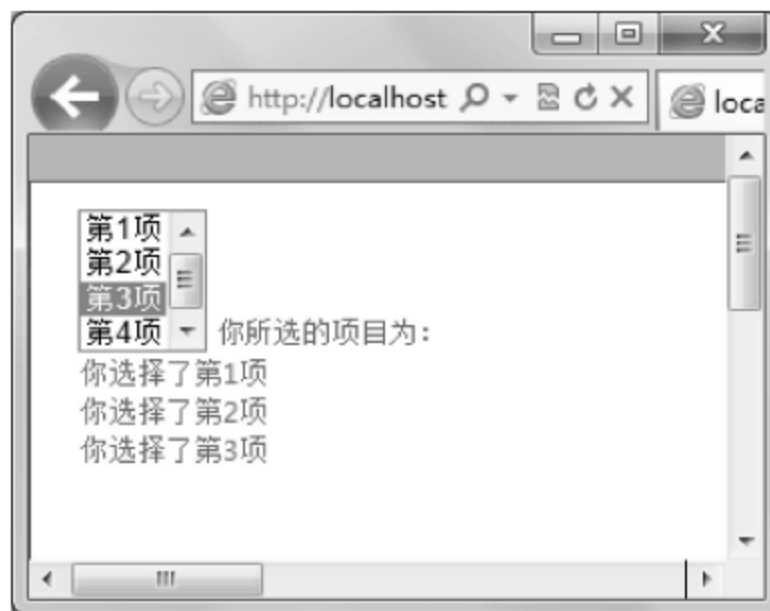 http://localhost
loca
第1项
第2项
第3项
第4项
你所选的项目为：
你选择了第1项
你选择了第2项
你选择了第3项